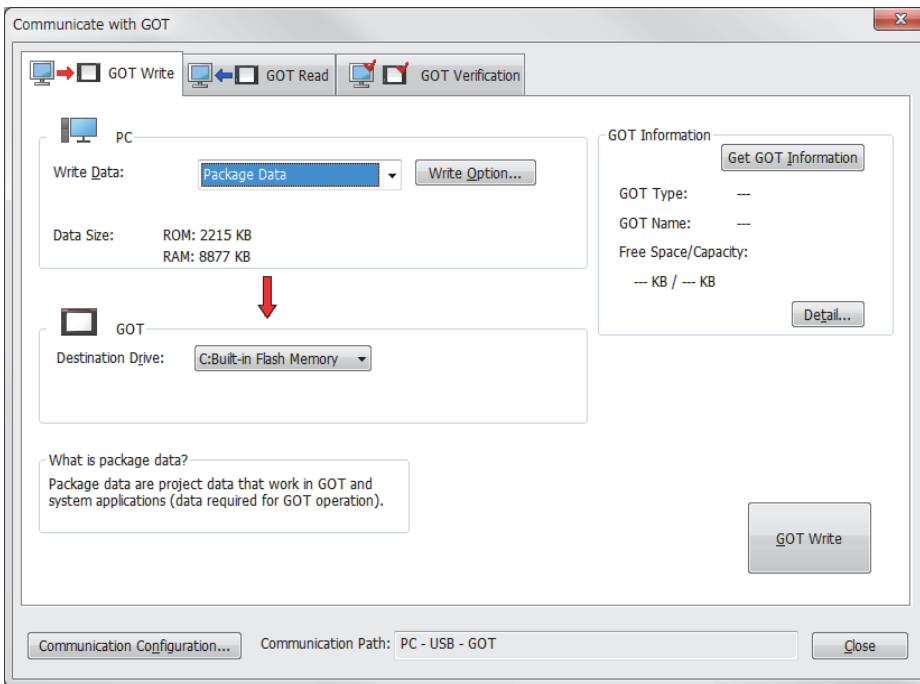 Communicate with GOT
GOT Write
GOT Read
GOT Verification
PC
Write Data:
Package Data
Write Option...
Data Size:
ROM: 2215 KB
RAM: 8877 KB
GOT
Destination Drive:
C:Built-in Flash Memory
What is package data?
Package data are project data that work in GOT and
system applications (data required for GOT operation).
GOT Information
Get GOT Information
GOT Type: ---
GOT Name: ---
Free Space/Capacity:
--- KB / --- KB
Detail...
GOT Write
Communication Configuration...
Communication Path: PC - USB - GOT
Close